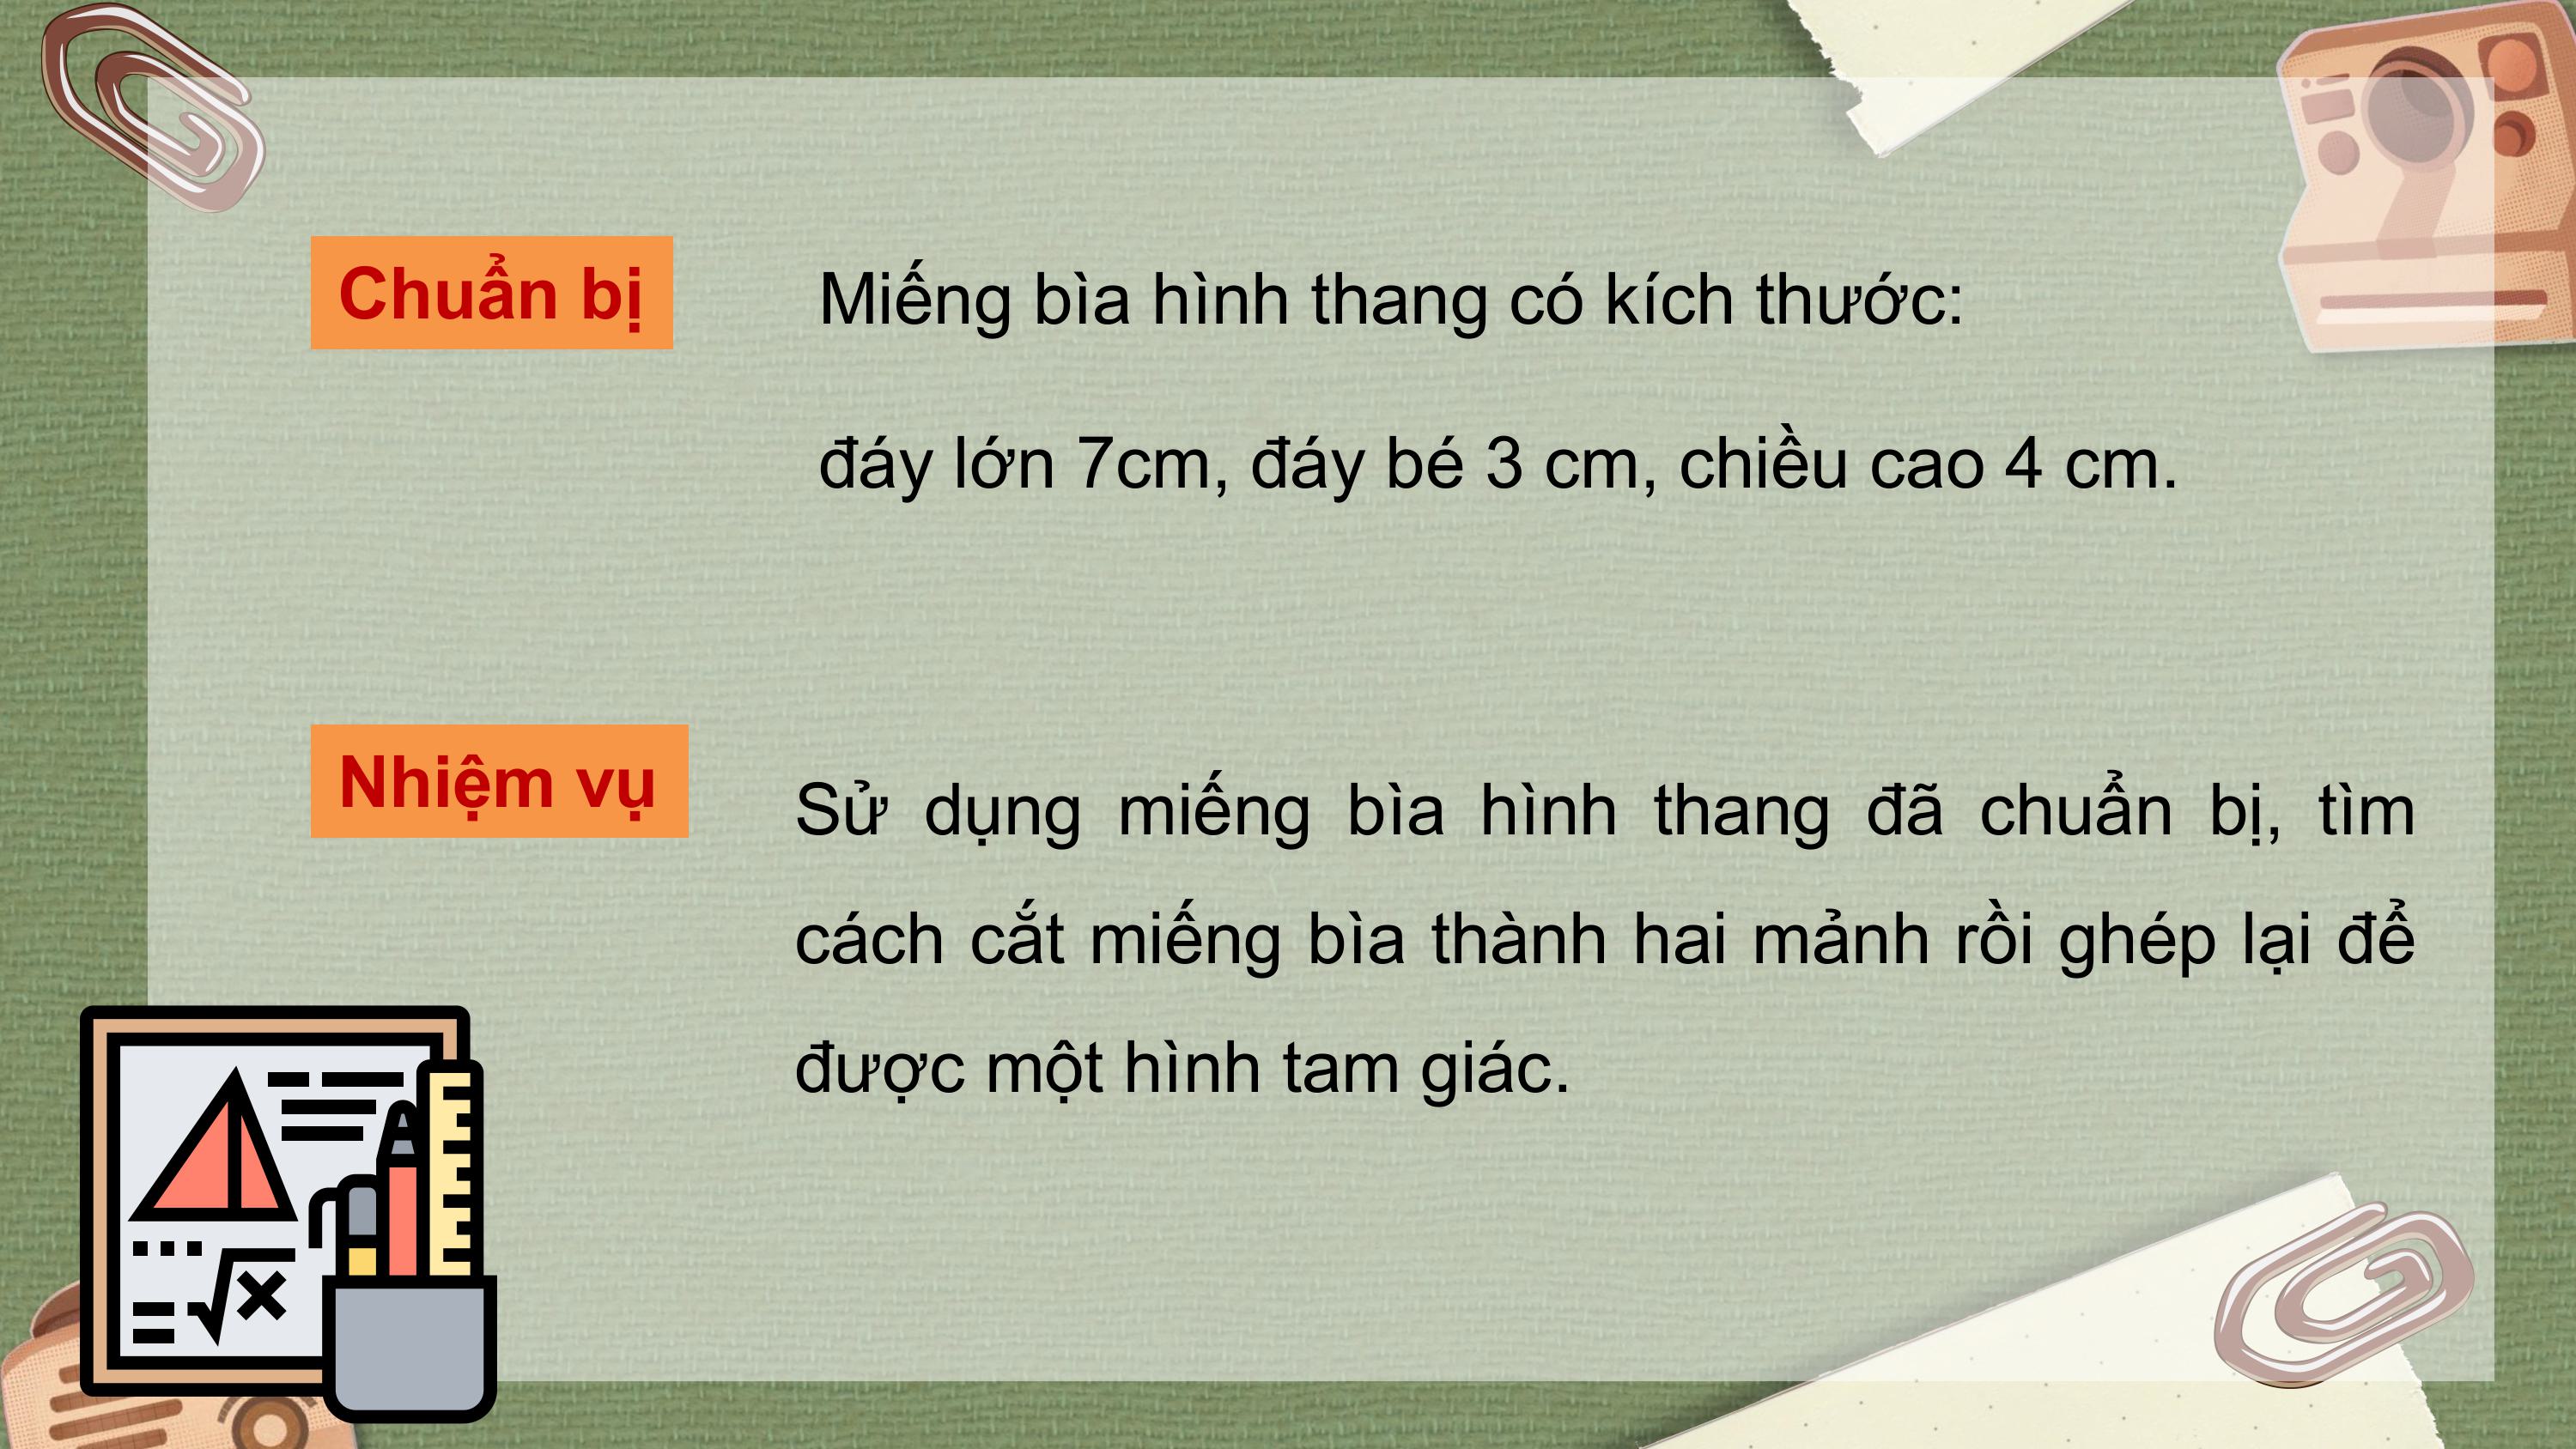 Chuẩn bị
Miếng bìa hình thang có kích thước:
đáy lớn 7cm, đáy bé 3 cm, chiều cao 4 cm.
Nhiệm vụ
Sử dụng miếng bìa hình thang đã chuẩn bị, tìm
cách cắt miếng bìa thành hai mảnh rồi ghép lại để
được một hình tam giác.